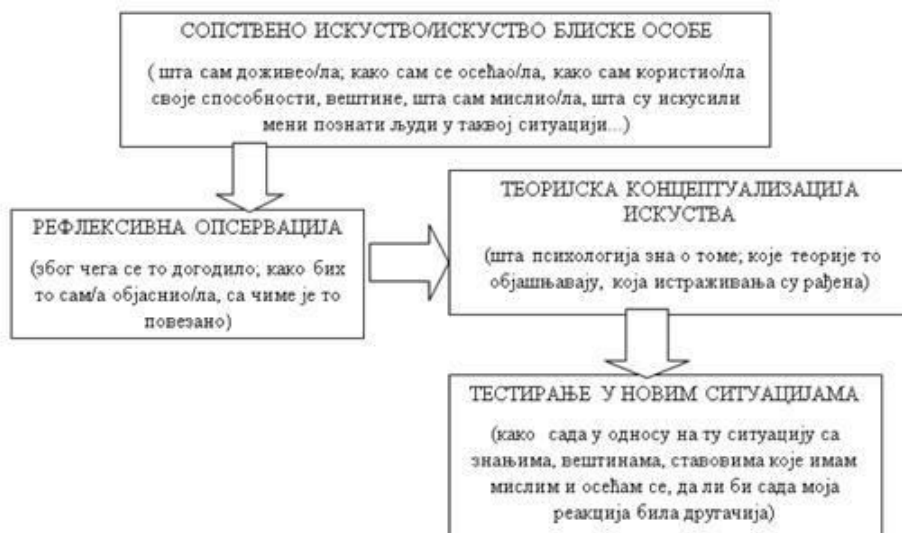 СОПСТВЕНО ИСКУСТВО/ИСКУСТВО БЛИСКЕ ОСОБЕ
( шта сам доживео/ла; како сам се осећао/ла, како сам користио/ла
своје способности, вештине, шта сам мислио/ла, шта су искусили
мени познати људи у таквој ситуацији...)
РЕФЛЕКСИВНА ОПСЕРВАЦИЈА
(због чега се то догодило; како бих
то сам/а објаснио/ла, са чиме је то
повезано)
ТЕОРИЈСКА КОНЦЕПТУАЛИЗАЦИЈА
ИСКУСТВА
(шта психологија зна о томе; које теорије то
објашњавају, која истраживања су рађена)
ТЕСТИРАЊЕ У НОВИМ СИТУАЦИЈАМА
(како сада у односу на ту ситуацију са
знањима, вештинама, ставовима које имам
мислим и осећам се, да ли би сада моја
реакција била другачија)